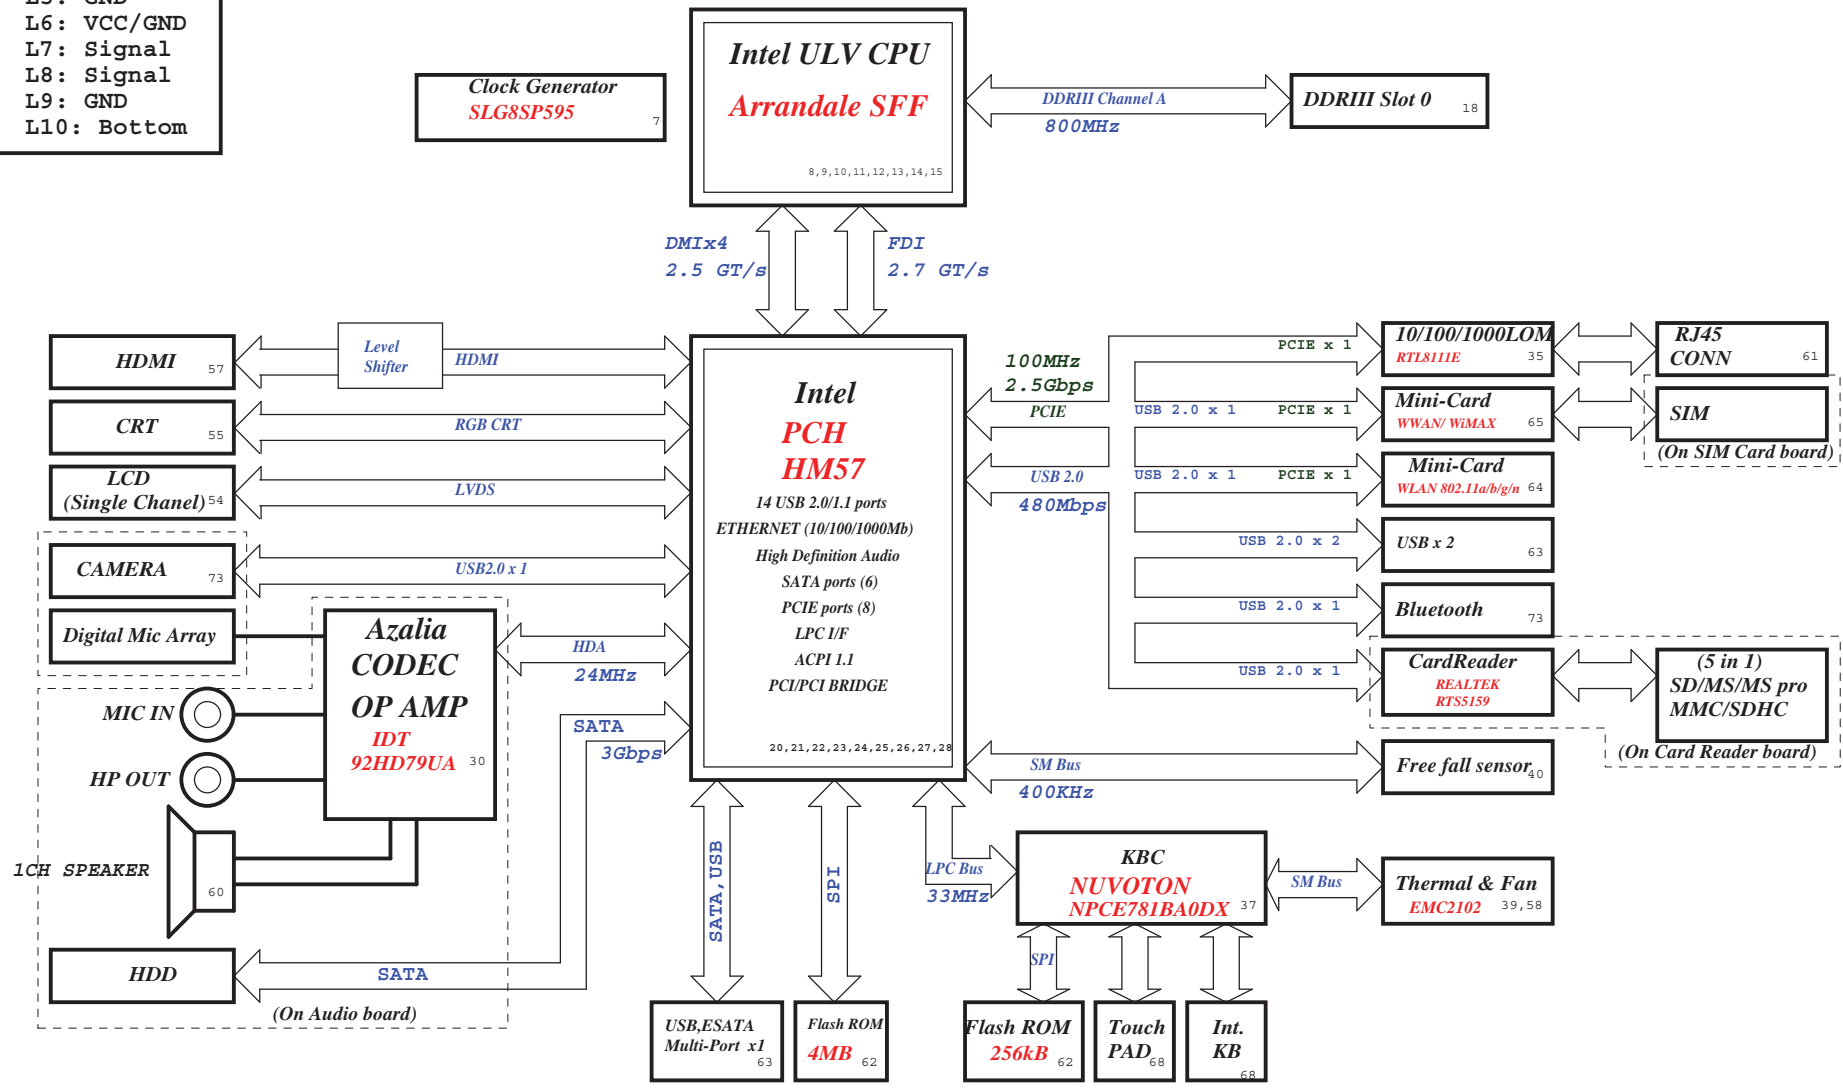 L6: VCC/GND
L7: Signal
L8: Signal
L9: GND
L10: Bottom
Clock Generator
SLG8SP595
7
Intel ULV CPU
Arrandale SFF
8,9,10,11,12,13,14,15
DDRIII Channel A
800MHz
DDRIII Slot 0
18
DMIx4
2.5 GT/s
FDI
2.7 GT/s
HDMI
57
Level
Shifter
HDMI
CRT
55
RGB CRT
LCD
(Single Chanel)
54
LVDS
CAMERA
73
USB2.0 x 1
Digital Mic Array
Azalia
CODEC
OP AMP
IDT
92HD79UA
30
HDA
24MHz
MIC IN
HP OUT
1CH SPEAKER
60
SATA
3Gbps
HDD
SATA
(On Audio board)
Intel
PCH
HM57
14 USB 2.0/1.1 ports
ETHERNET (10/100/1000Mb)
High Definition Audio
SATA ports (6)
PCIE ports (8)
LPC I/F
ACPI 1.1
PCI/PCI BRIDGE
20,21,22,23,24,25,26,27,28
100MHz
2.5Gbps
PCIE
USB 2.0
480Mbps
PCIE x 1
10/100/1000LOM
RTL8111E
35
RJ45
CONN
61
USB 2.0 x 1
PCIE x 1
Mini-Card
WWAN/ WiMAX
65
SIM
(On SIM Card board)
USB 2.0 x 1
PCIE x 1
Mini-Card
WLAN 802.11a/b/g/n
64
USB 2.0 x 2
USB x 2
63
USB 2.0 x 1
Bluetooth
73
USB 2.0 x 1
CardReader
REALTEK
RTS5159
(5 in 1)
SD/MS/MS pro
MMC/SDHC
(On Card Reader board)
SM Bus
400KHz
Free fall sensor
40
SATA,USB
SPI
LPC Bus
33MHz
KBC
NUVOTON
NPCE781BA0DX
37
SM Bus
Thermal & Fan
EMC2102
39,58
SPI
USB,ESATA
Multi-Port x1
63
Flash ROM
4MB
62
Flash ROM
256kB
62
Touch
PAD
68
Int.
KB
68